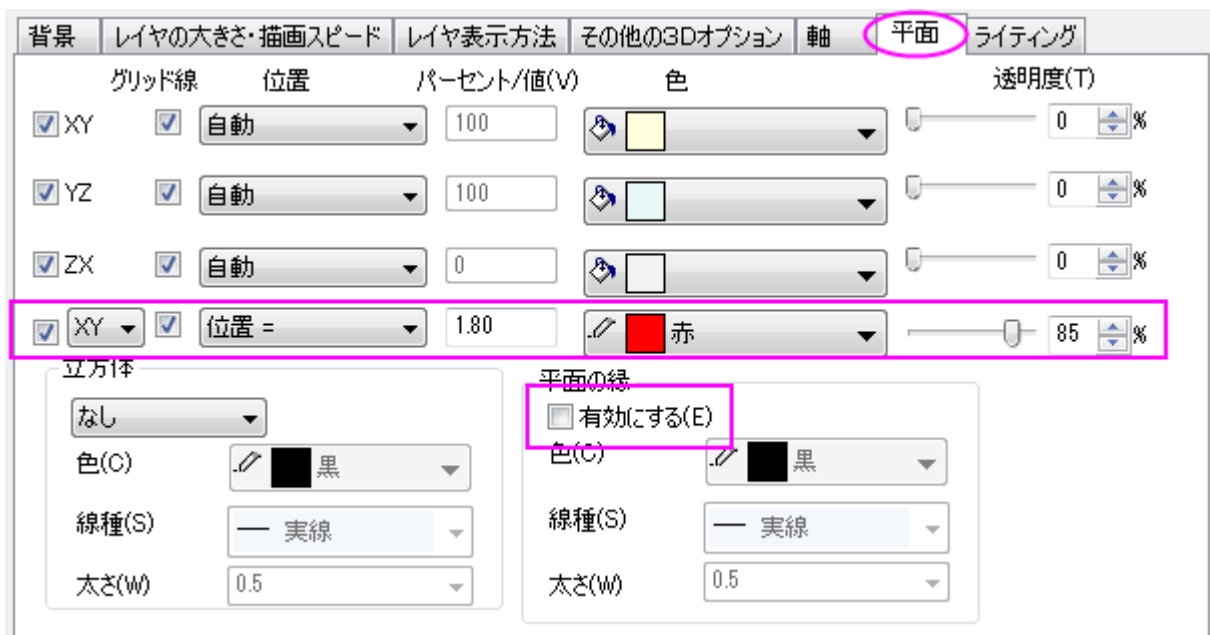 背景 レイヤの大きさ・描画スピード レイヤ表示方法 その他の3Dオプション 軸 平面 ライティング
グリッド線 位置 パーセント/値(V) 色 透明度(T)
XY 自動 100 0 %
YZ 自動 100 0 %
ZX 自動 0 0 %
XY 位置 = 1.80 赤 85 %
立方体
なし
色(C) 黒
線種(S) 実線
太さ(W) 0.5
平面の縁
有効にする(E)
色(C) 黒
線種(S) 実線
太さ(W) 0.5